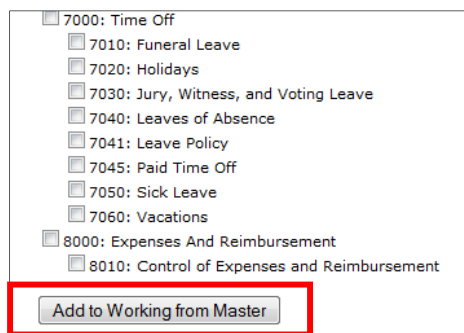 7000: Time Off
7010: Funeral Leave
7020: Holidays
7030: Jury, Witness, and Voting Leave
7040: Leaves of Absence
7041: Leave Policy
7045: Paid Time Off
7050: Sick Leave
7060: Vacations
8000: Expenses And Reimbursement
8010: Control of Expenses and Reimbursement
Add to Working from Master